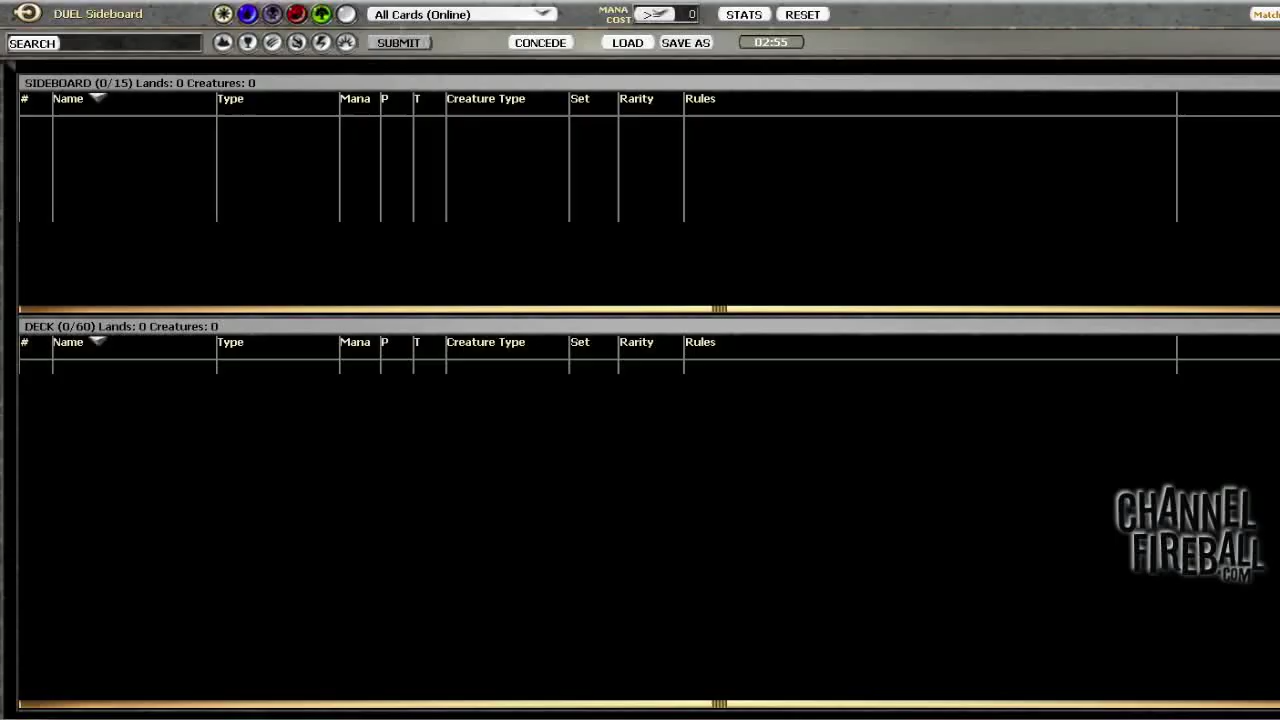 DUEL Sideboard All Cards (Online) MANA COST > 0 STATS RESET Matc
SEARCH SUBMIT CONCEDE LOAD SAVE AS 02:55
SIDEBOARD (0/15) Lands: 0 Creatures: 0
# Name Type Mana P T Creature Type Set Rarity Rules
DECK (0/60) Lands: 0 Creatures: 0
# Name Type Mana P T Creature Type Set Rarity Rules
CHANNEL
FIREBALL
.COM